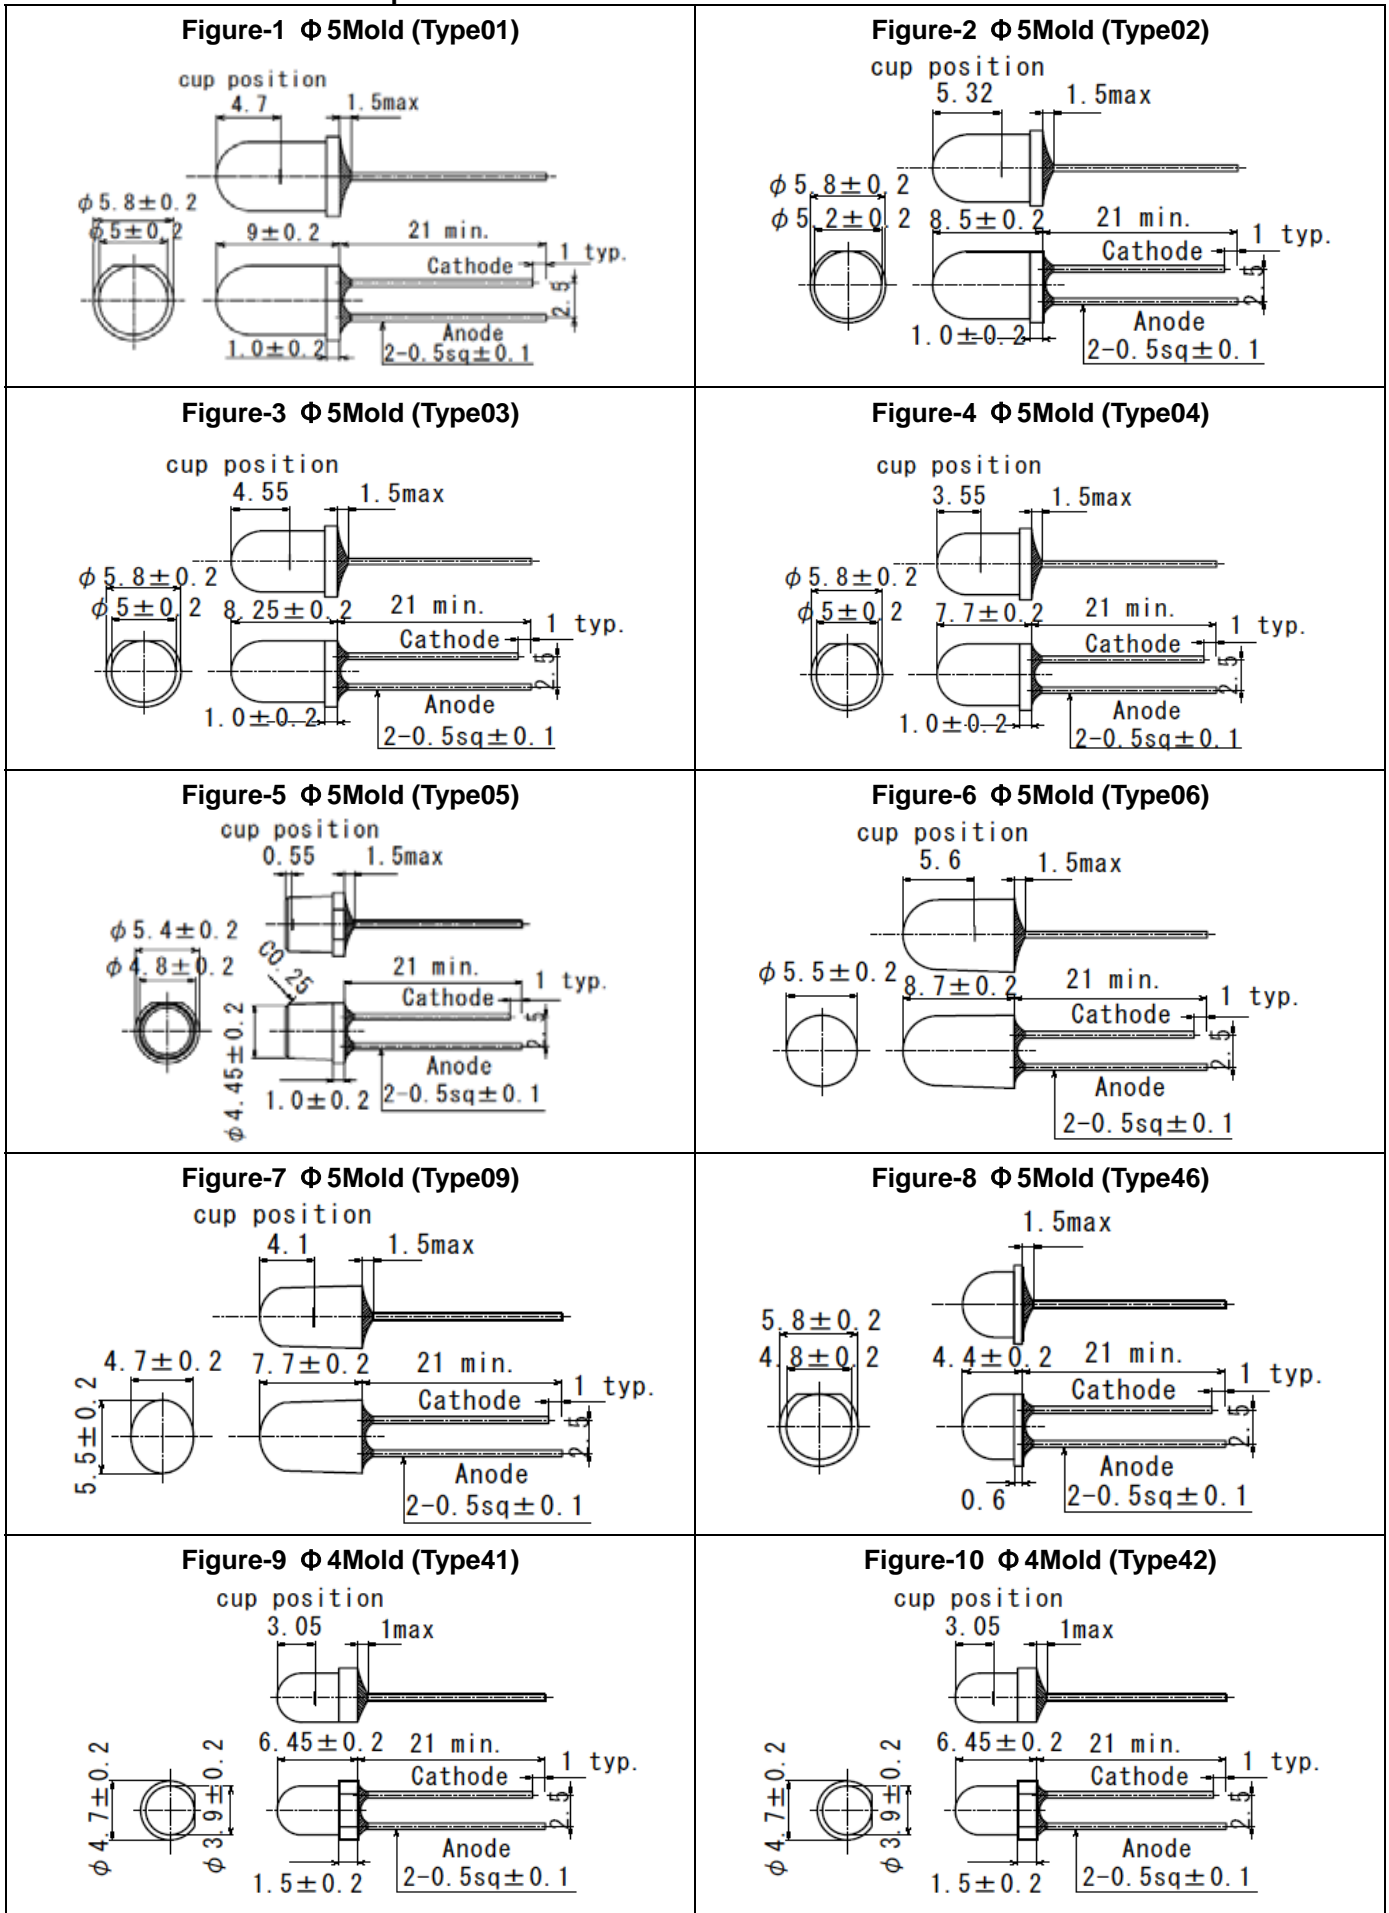 Figure-1 Φ5Mold (Type01)
cup position
4.7
1.5max
φ5.8±0.2
φ5±0.2
9±0.2
21 min.
1 typ.
Cathode
2.5
Anode
1.0±0.2
2-0.5sq±0.1
Figure-2 Φ5Mold (Type02)
cup position
5.32
1.5max
φ5.8±0.2
φ5.2±0.2
8.5±0.2
21 min.
1 typ.
Cathode
2.5
Anode
1.0±0.2
2-0.5sq±0.1
Figure-3 Φ5Mold (Type03)
cup position
4.55
1.5max
φ5.8±0.2
φ5±0.2
8.25±0.2
21 min.
1 typ.
Cathode
2.5
Anode
1.0±0.2
2-0.5sq±0.1
Figure-4 Φ5Mold (Type04)
cup position
3.55
1.5max
φ5.8±0.2
φ5±0.2
7.7±0.2
21 min.
1 typ.
Cathode
2.5
Anode
1.0±0.2
2-0.5sq±0.1
Figure-5 Φ5Mold (Type05)
cup position
0.55
1.5max
φ5.4±0.2
φ4.8±0.2
C0.25
21 min.
1 typ.
Cathode
2.5
φ4.45±0.2
Anode
1.0±0.2
2-0.5sq±0.1
Figure-6 Φ5Mold (Type06)
cup position
5.6
1.5max
φ5.5±0.2
8.7±0.2
21 min.
1 typ.
Cathode
2.5
Anode
2-0.5sq±0.1
Figure-7 Φ5Mold (Type09)
cup position
4.1
1.5max
4.7±0.2
7.7±0.2
21 min.
1 typ.
Cathode
5.5±0.2
2.5
Anode
2-0.5sq±0.1
Figure-8 Φ5Mold (Type46)
1.5max
5.8±0.2
4.8±0.2
4.4±0.2
21 min.
1 typ.
Cathode
2.5
Anode
0.6
2-0.5sq±0.1
Figure-9 Φ4Mold (Type41)
cup position
3.05
1max
6.45±0.2
21 min.
1 typ.
Cathode
φ4.7±0.2
φ3.9±0.2
2.5
Anode
1.5±0.2
2-0.5sq±0.1
Figure-10 Φ4Mold (Type42)
cup position
3.05
1max
6.45±0.2
21 min.
1 typ.
Cathode
φ4.7±0.2
φ3.9±0.2
2.5
Anode
1.5±0.2
2-0.5sq±0.1